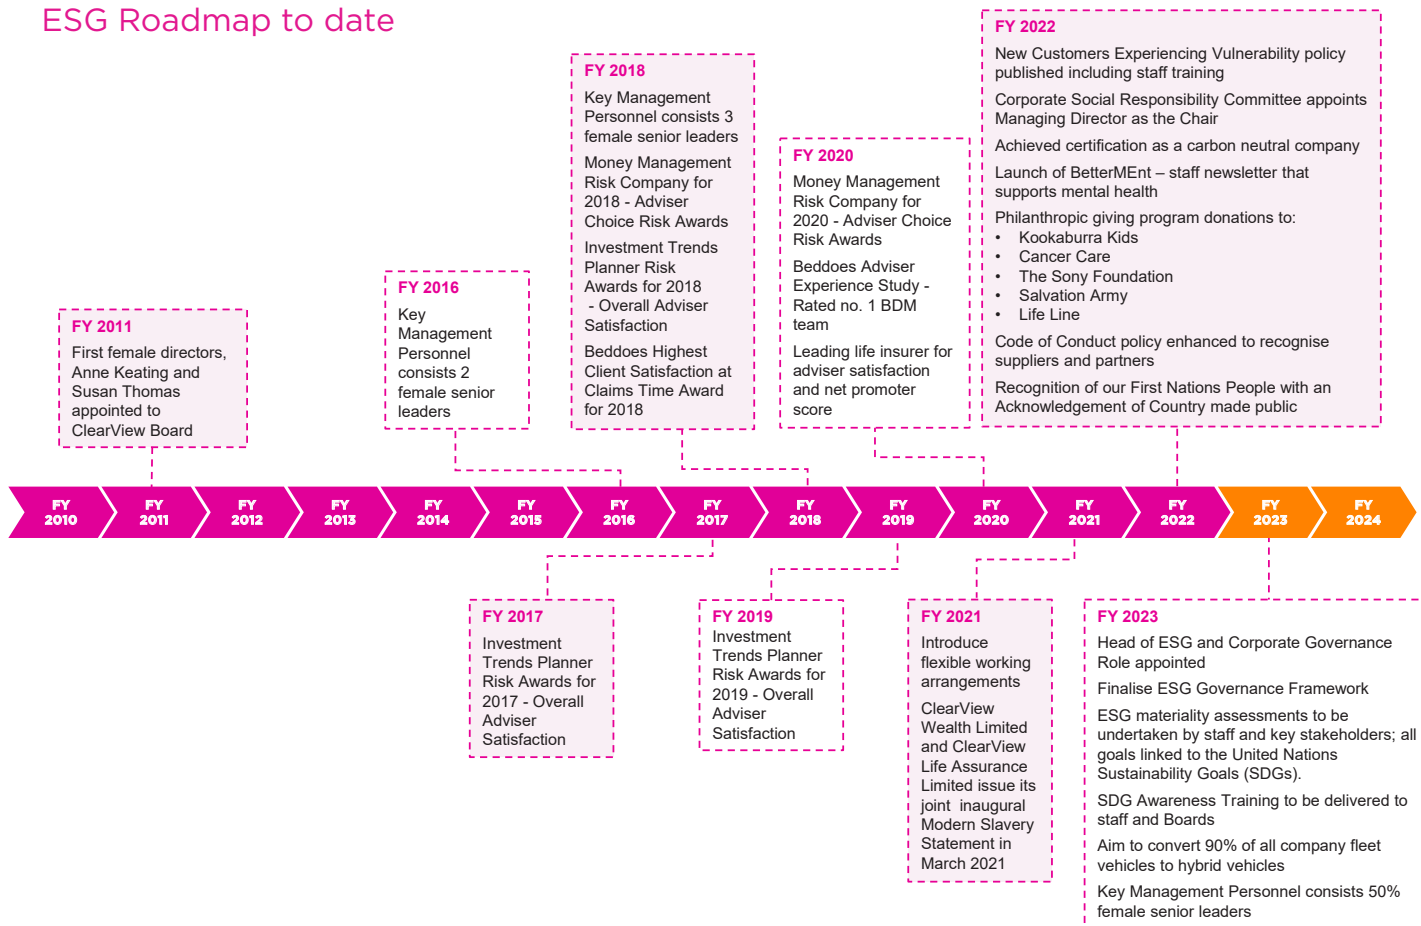 ESG Roadmap to date
FY 2011
First female directors,
Anne Keating and
Susan Thomas
appointed to
ClearView Board
FY 2016
Key
Management
Personnel
consists 2
female senior
leaders
FY 2018
Key Management
Personnel consists 3
female senior leaders
Money Management
Risk Company for
2018 - Adviser
Choice Risk Awards
Investment Trends
Planner Risk
Awards for 2018
- Overall Adviser
Satisfaction
Beddoes Highest
Client Satisfaction at
Claims Time Award
for 2018
FY 2020
Money Management
Risk Company for
2020 - Adviser Choice
Risk Awards
Beddoes Adviser
Experience Study -
Rated no. 1 BDM
team
Leading life insurer for
adviser satisfaction
and net promoter
score
FY 2022
New Customers Experiencing Vulnerability policy
published including staff training
Corporate Social Responsibility Committee appoints
Managing Director as the Chair
Achieved certification as a carbon neutral company
Launch of BetterMEnt – staff newsletter that
supports mental health
Philanthropic giving program donations to:
• Kookaburra Kids
• Cancer Care
• The Sony Foundation
• Salvation Army
• Life Line
Code of Conduct policy enhanced to recognise
suppliers and partners
Recognition of our First Nations People with an
Acknowledgement of Country made public
FY
2010
FY
2011
FY
2012
FY
2013
FY
2014
FY
2015
FY
2016
FY
2017
FY
2018
FY
2019
FY
2020
FY
2021
FY
2022
FY
2023
FY
2024
FY 2017
Investment
Trends Planner
Risk Awards for
2017 - Overall
Adviser
Satisfaction
FY 2019
Investment
Trends Planner
Risk Awards for
2019 - Overall
Adviser
Satisfaction
FY 2021
Introduce
flexible working
arrangements
ClearView
Wealth Limited
and ClearView
Life Assurance
Limited issue its
joint inaugural
Modern Slavery
Statement in
March 2021
FY 2023
Head of ESG and Corporate Governance
Role appointed
Finalise ESG Governance Framework
ESG materiality assessments to be
undertaken by staff and key stakeholders; all
goals linked to the United Nations
Sustainability Goals (SDGs).
SDG Awareness Training to be delivered to
staff and Boards
Aim to convert 90% of all company fleet
vehicles to hybrid vehicles
Key Management Personnel consists 50%
female senior leaders